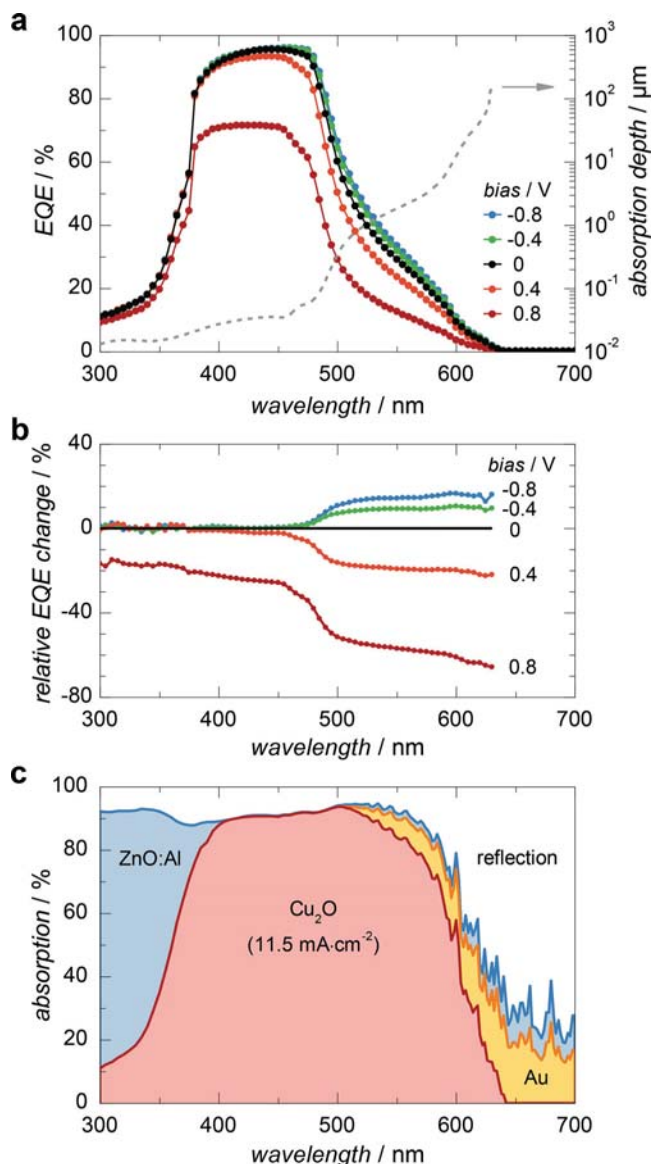 a
100
80
60
40
20
0
EQE / %
10³
10²
10¹
10⁰
10⁻¹
10⁻²
absorption depth / µm
bias / V
-0.8
-0.4
0
0.4
0.8
300 400 500 600 700
wavelength / nm
b
40
0
-40
-80
relative EQE change / %
bias / V
-0.8
-0.4
0
0.4
0.8
300 400 500 600 700
wavelength / nm
c
100
80
60
40
20
0
absorption / %
ZnO:Al
Cu₂O
(11.5 mA·cm⁻²)
reflection
Au
300 400 500 600 700
wavelength / nm